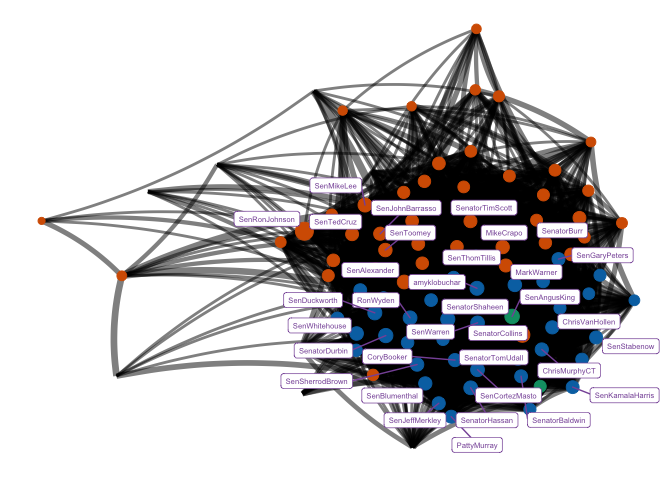 SenMikeLee
SenJohnBarrasso
SenatorTimScott
SenRonJohnson
SenTedCruz
SenToomey
MikeCrapo
SenatorBurr
SenThomTillis
SenGaryPeters
SenAlexander
MarkWarner
amyklobuchar
SenDuckworth
RonWyden
SenAngusKing
SenatorShaheen
SenWhitehouse
SenWarren
SenatorCollins
ChrisVanHollen
SenatorDurbin
CoryBooker
SenatorTomUdall
SenStabenow
ChrisMurphyCT
SenSherrodBrown
SenBlumenthal
SenCortezMasto
SenKamalaHarris
SenJeffMerkley
SenatorHassan
SenatorBaldwin
PattyMurray